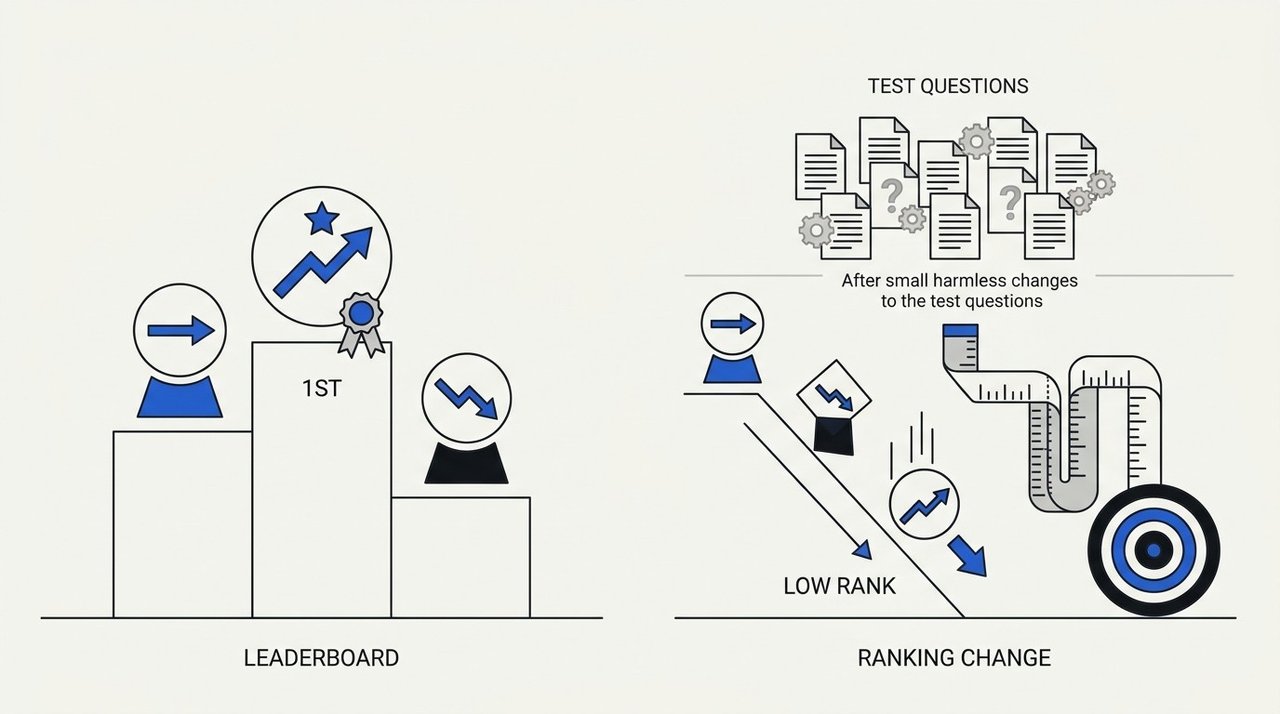 1ST
LEADERBOARD
TEST QUESTIONS
?
?
After small harmless changes
to the test questions
LOW RANK
RANKING CHANGE